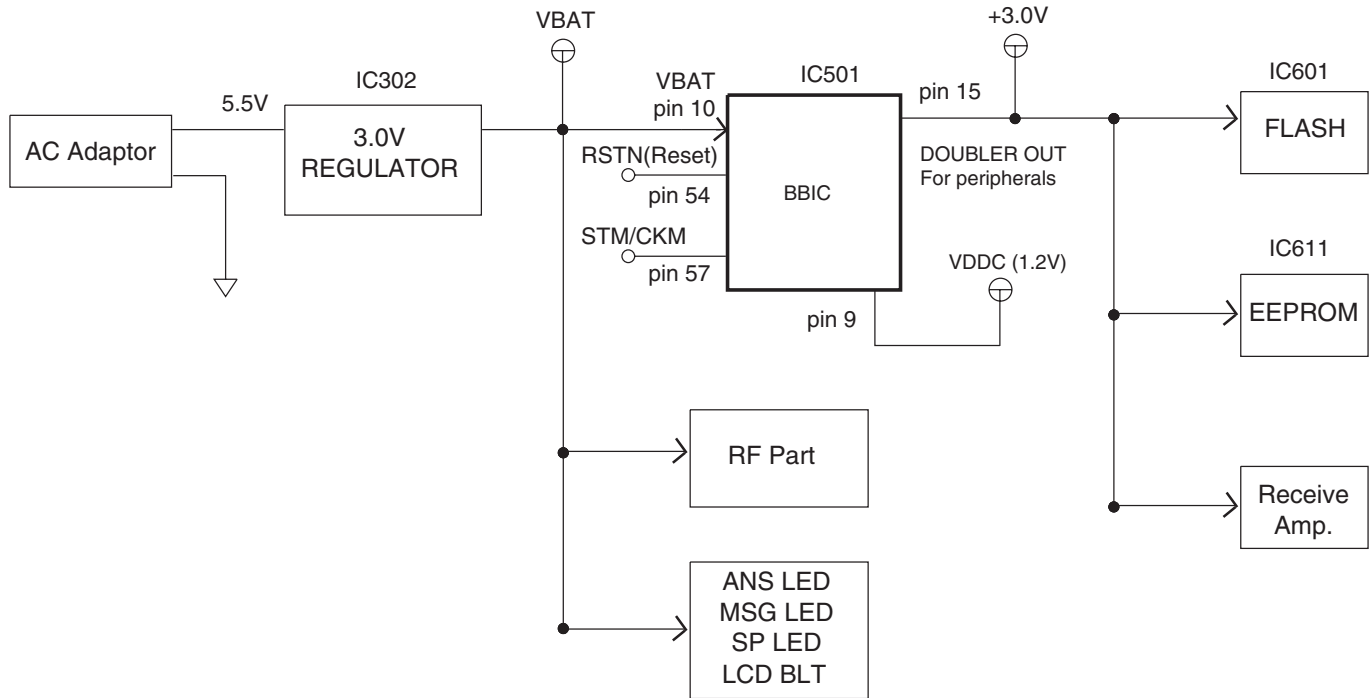 VBAT
+3.0V
IC302
VBAT
pin 10
IC501
pin 15
IC601
5.5V
AC Adaptor
3.0V
REGULATOR
FLASH
RSTN(Reset)
pin 54
BBIC
DOUBLER OUT
For peripherals
STM/CKM
pin 57
VDDC (1.2V)
IC611
pin 9
EEPROM
RF Part
Receive
Amp.
ANS LED
MSG LED
SP LED
LCD BLT